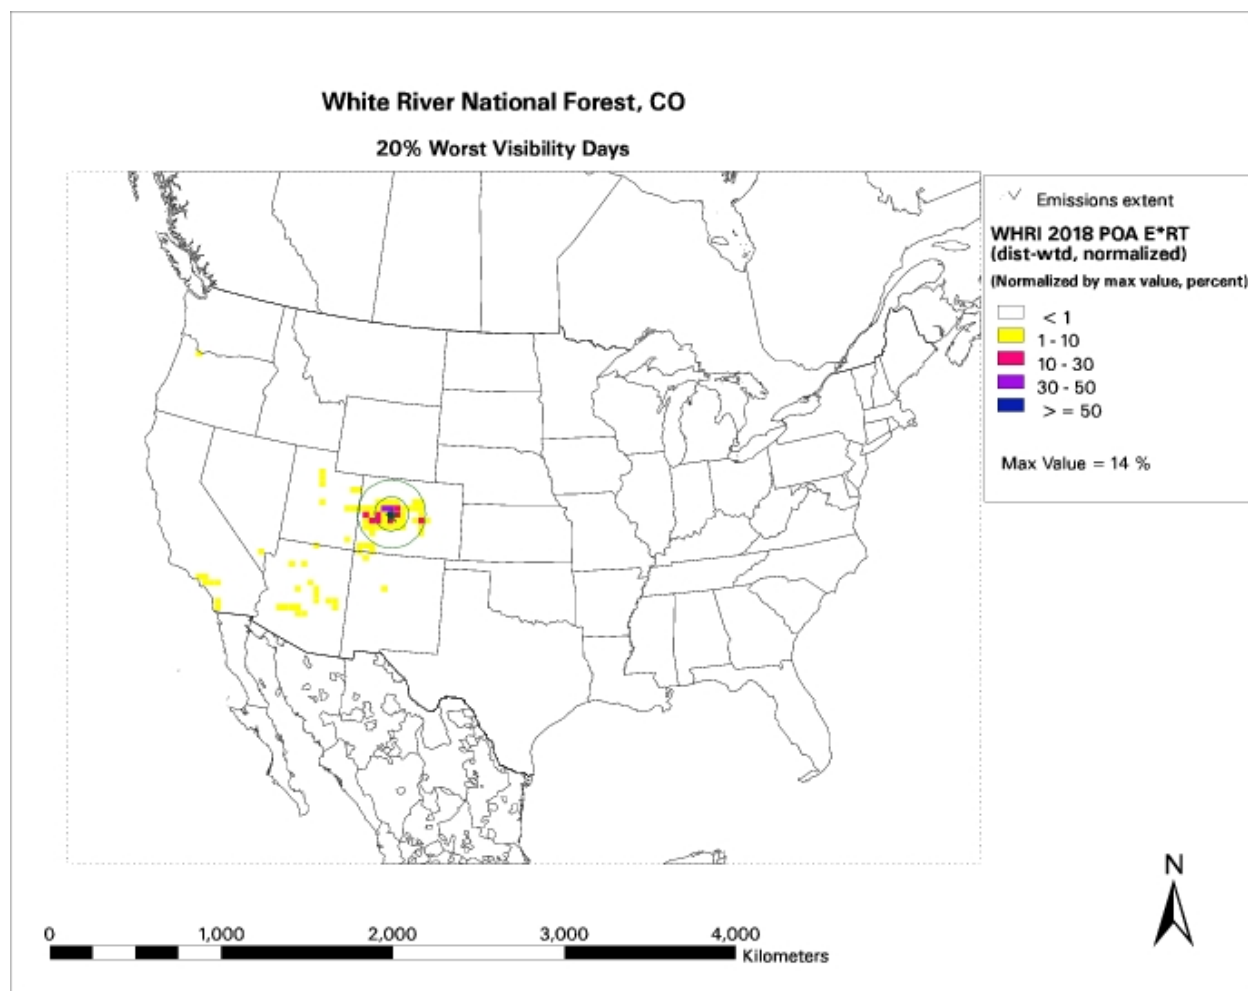 White River National Forest, CO
20% Worst Visibility Days
Emissions extent
WHRI 2018 POA E*RT
(dist-wtd, normalized)
(Normalized by max value, percent)
< 1
1 - 10
10 - 30
30 - 50
> = 50
Max Value = 14 %
N
0 1,000 2,000 3,000 4,000
Kilometers